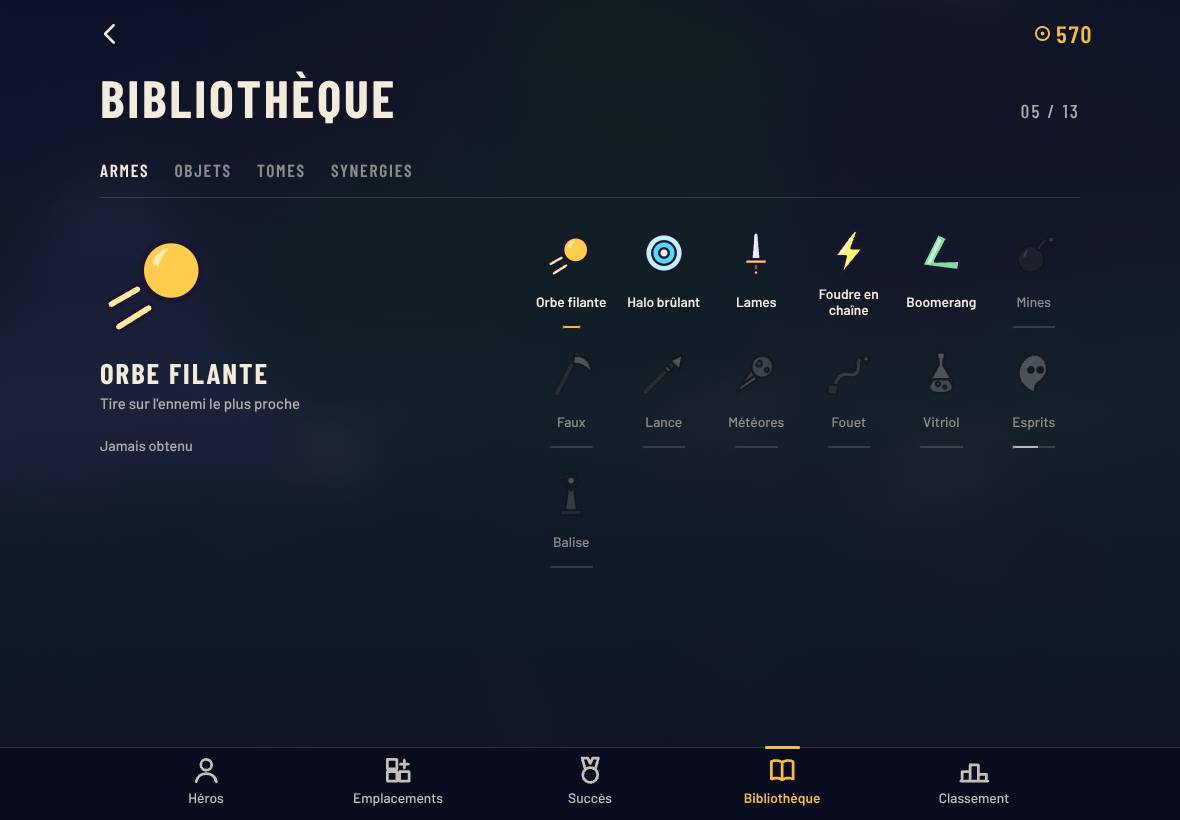 570
BIBLIOTHÈQUE
05 / 13
ARMES OBJETS TOMES SYNERGIES
Orbe filante Halo brûlant Lames Foudre en chaîne Boomerang Mines
ORBE FILANTE
Tire sur l'ennemi le plus proche
Jamais obtenu
Faux Lance Météores Fouet Vitriol Esprits
Balise
Héros Emplacements Succès Bibliothèque Classement